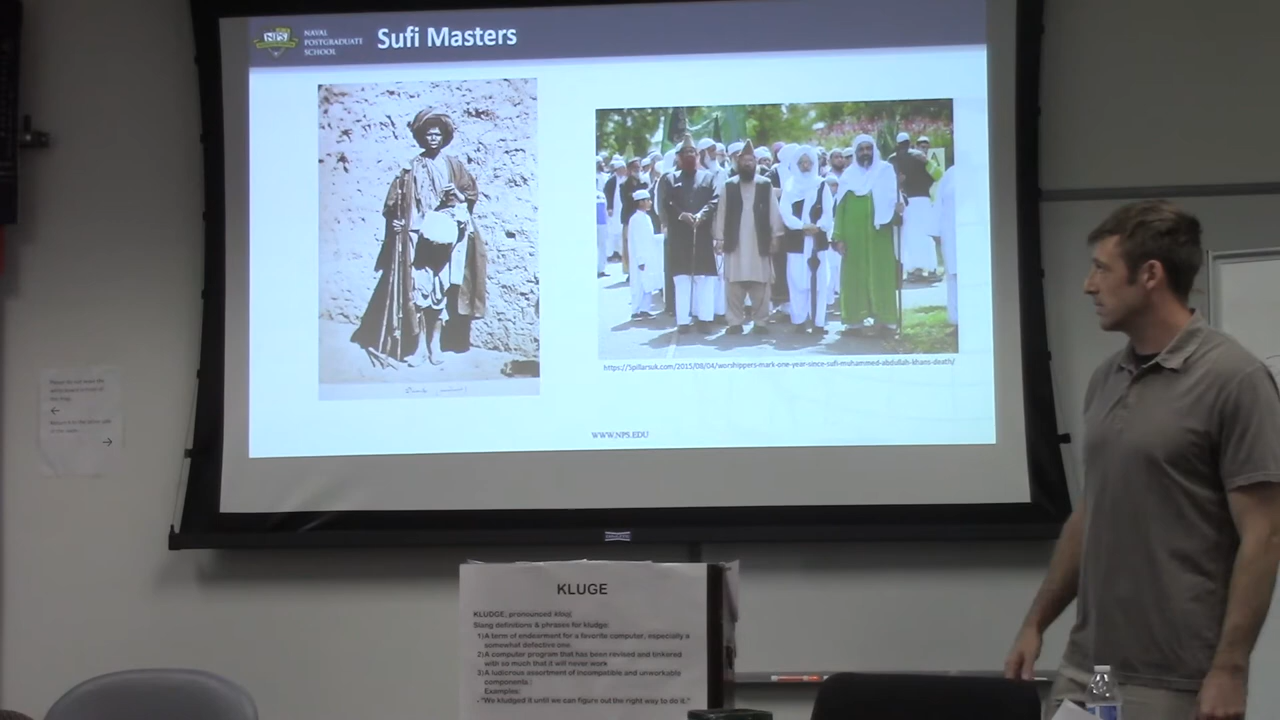 NPS
NAVAL
POSTGRADUATE
SCHOOL
Sufi Masters
https://5pillarsuk.com/2015/08/04/worshippers-mark-one-year-since-sufi-muhammed-abdullah-khans-death/
WWW.NPS.EDU
←
→
KLUGE
KLUDGE, pronounced
Slang definitions & phrases for kludge:
1) A term of endearment for a favorite computer, especially a
somewhat defective one.
2) A computer program that has been revised and tinkered
with so much that it will never work
3) A ludicrous assortment of incompatible and unworkable
components.:
Examples:
- "We kludged it until we can figure out the right way to do it."